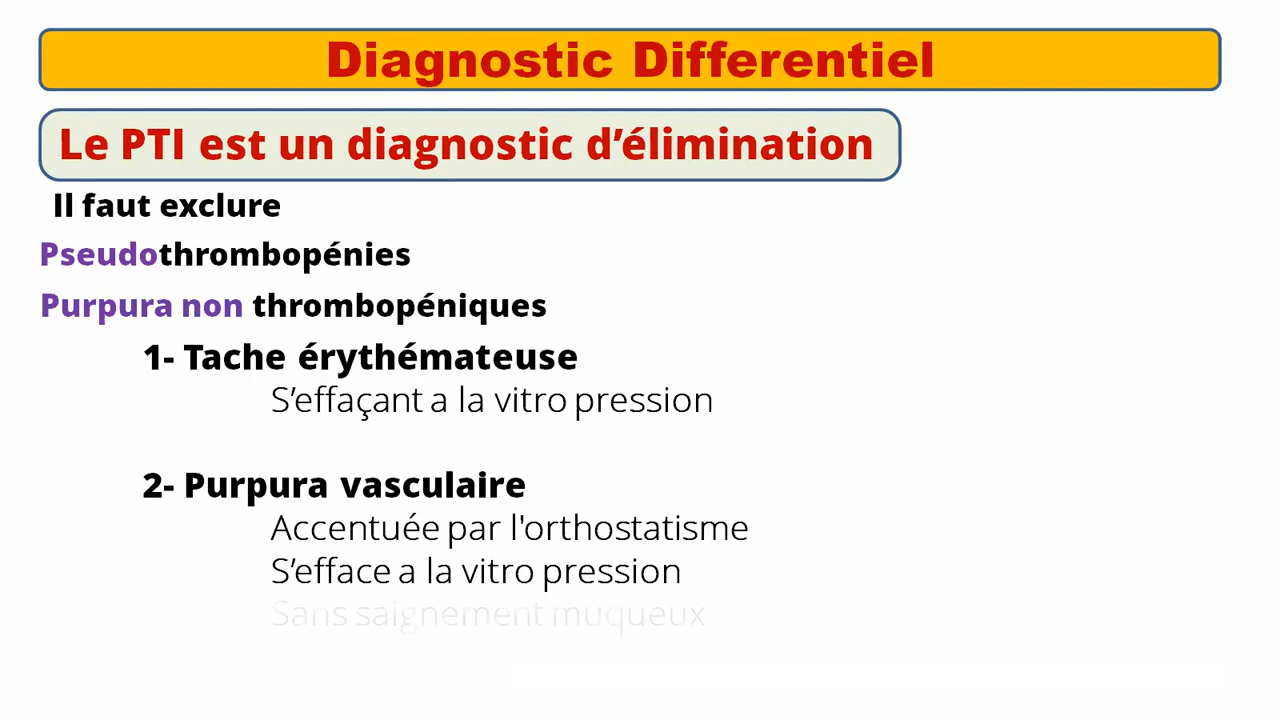 Diagnostic Differentiel
Le PTI est un diagnostic d’élimination
Il faut exclure
Pseudothrombopénies
Purpura non thrombopéniques
1- Tache érythémateuse
S’effaçant a la vitro pression
2- Purpura vasculaire
Accentuée par l'orthostatisme
S’efface a la vitro pression
Sans saignement muqueux